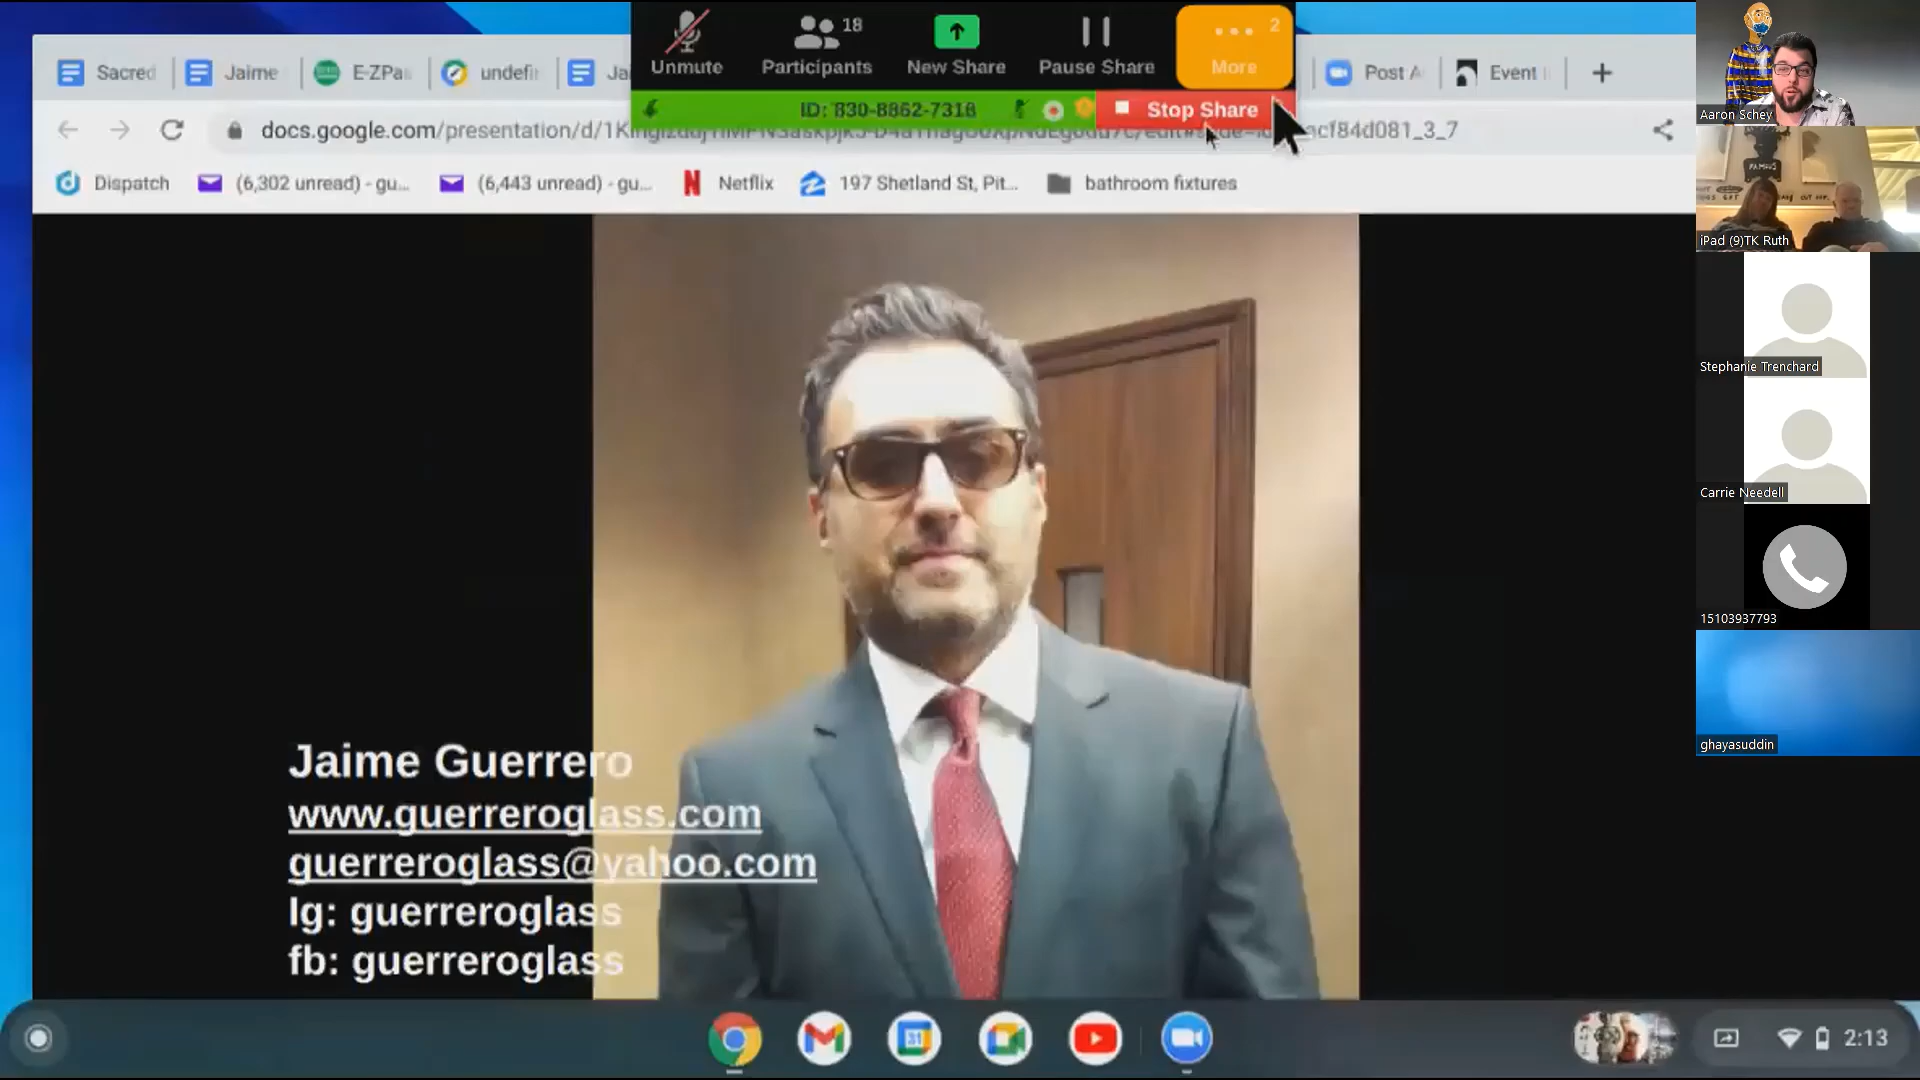 Unmute
Participants 18
New Share
Pause Share
More 2
ID: 830-8862-7318
Stop Share
Sacred
Jaime
E-ZPa
undefi
Jai
Post A
Event
docs.google.com/presentation/d/
Dispatch
(6,302 unread) - gu...
(6,443 unread) - gu...
Netflix
197 Shetland St, Pit...
bathroom fixtures
Jaime Guerrero
www.guerreroglass.com
guerreroglass@yahoo.com
Ig: guerreroglass
fb: guerreroglass
31
2:13
Aaron Schey
FAMOUS
iPad (9)TK Ruth
Stephanie Trenchard
Carrie Needell
15103937793
ghayasuddin